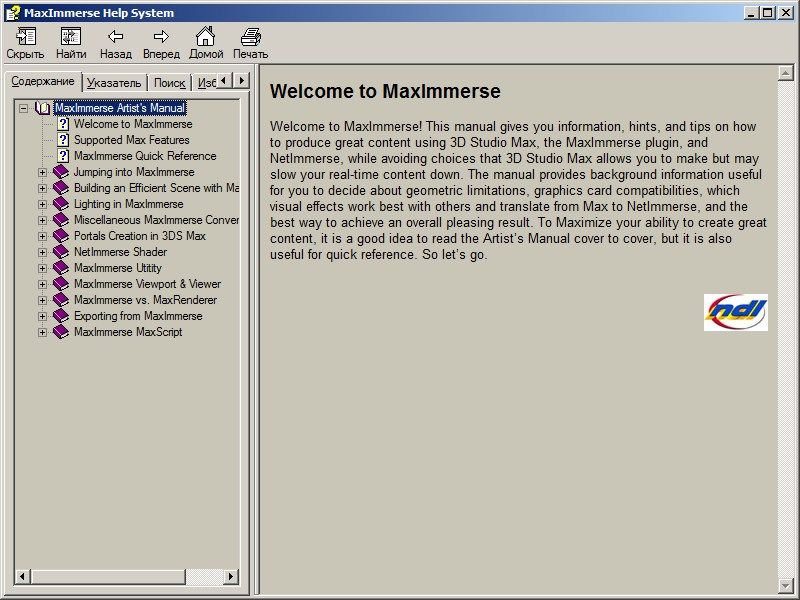 MaxImmerse Help System
Скрыть Найти Назад Вперед Домой Печать
Содержание Указатель Поиск Изб
MaxImmerse Artist's Manual
Welcome to MaxImmerse
Supported Max Features
MaxImmerse Quick Reference
Jumping into MaxImmerse
Building an Efficient Scene with Ma
Lighting in MaxImmerse
Miscellaneous MaxImmerse Conver
Portals Creation in 3DS Max
NetImmerse Shader
MaxImmerse Utitity
MaxImmerse Viewport & Viewer
MaxImmerse vs. MaxRenderer
Exporting from MaxImmerse
MaxImmerse MaxScript
Welcome to MaxImmerse
Welcome to MaxImmerse! This manual gives you information, hints, and tips on how
to produce great content using 3D Studio Max, the MaxImmerse plugin, and
NetImmerse, while avoiding choices that 3D Studio Max allows you to make but may
slow your real-time content down. The manual provides background information useful
for you to decide about geometric limitations, graphics card compatibilities, which
visual effects work best with others and translate from Max to NetImmerse, and the
best way to achieve an overall pleasing result. To Maximize your ability to create great
content, it is a good idea to read the Artist's Manual cover to cover, but it is also
useful for quick reference. So let's go.
ndl